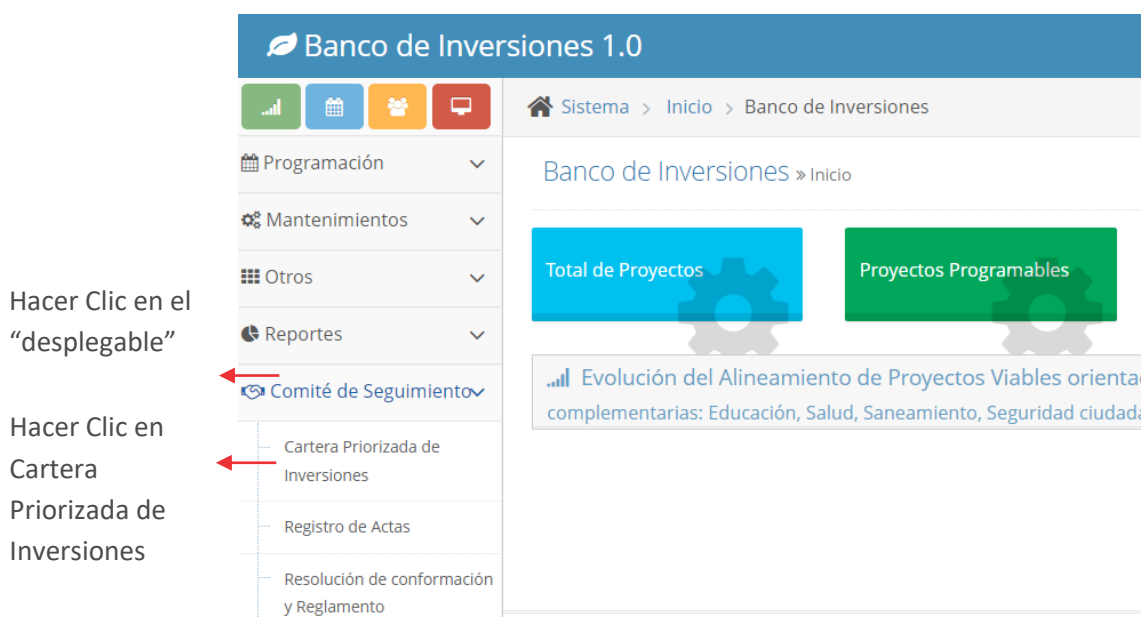 Banco de Inversiones 1.0
Sistema > Inicio > Banco de Inversiones
Programación
Mantenimientos
Otros
Reportes
Comité de Seguimiento
Cartera Priorizada de
Inversiones
Registro de Actas
Resolución de conformación
y Reglamento
Banco de Inversiones » Inicio
Total de Proyectos
Proyectos Programables
Evolución del Alineamiento de Proyectos Viables orienta
complementarias: Educación, Salud, Saneamiento, Seguridad ciudad
Hacer Clic en el
“desplegable”
Hacer Clic en
Cartera
Priorizada de
Inversiones